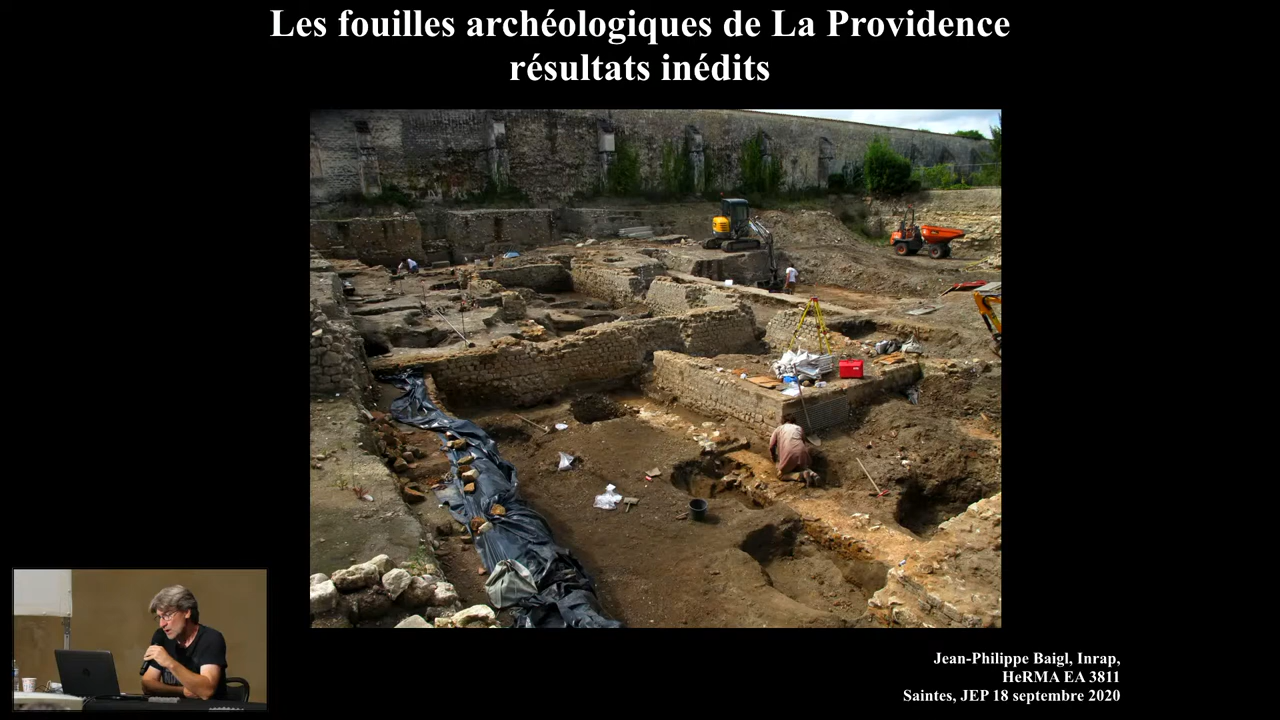 Les fouilles archéologiques de La Providence
résultats inédits
Jean-Philippe Baigl, Inrap,
HeRMA EA 3811
Saintes, JEP 18 septembre 2020